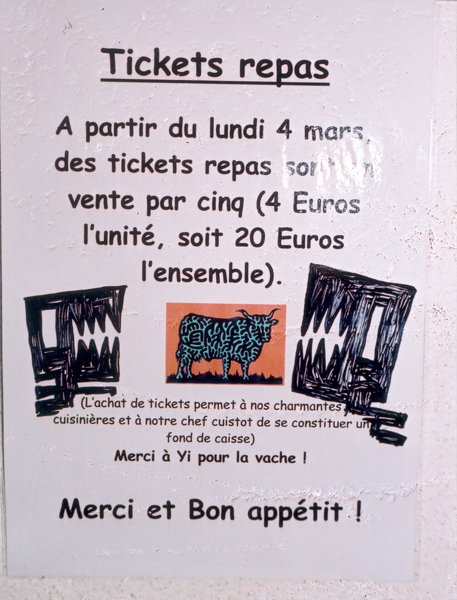 Tickets repas
A partir du lundi 4 mars,
des tickets repas sont en
vente par cinq (4 Euros
l'unité, soit 20 Euros
l'ensemble).
(L'achat de tickets permet à nos charmantes
cuisinières et à notre chef cuistot de se constituer un
fond de caisse)
Merci à Yi pour la vache !
Merci et Bon appétit !